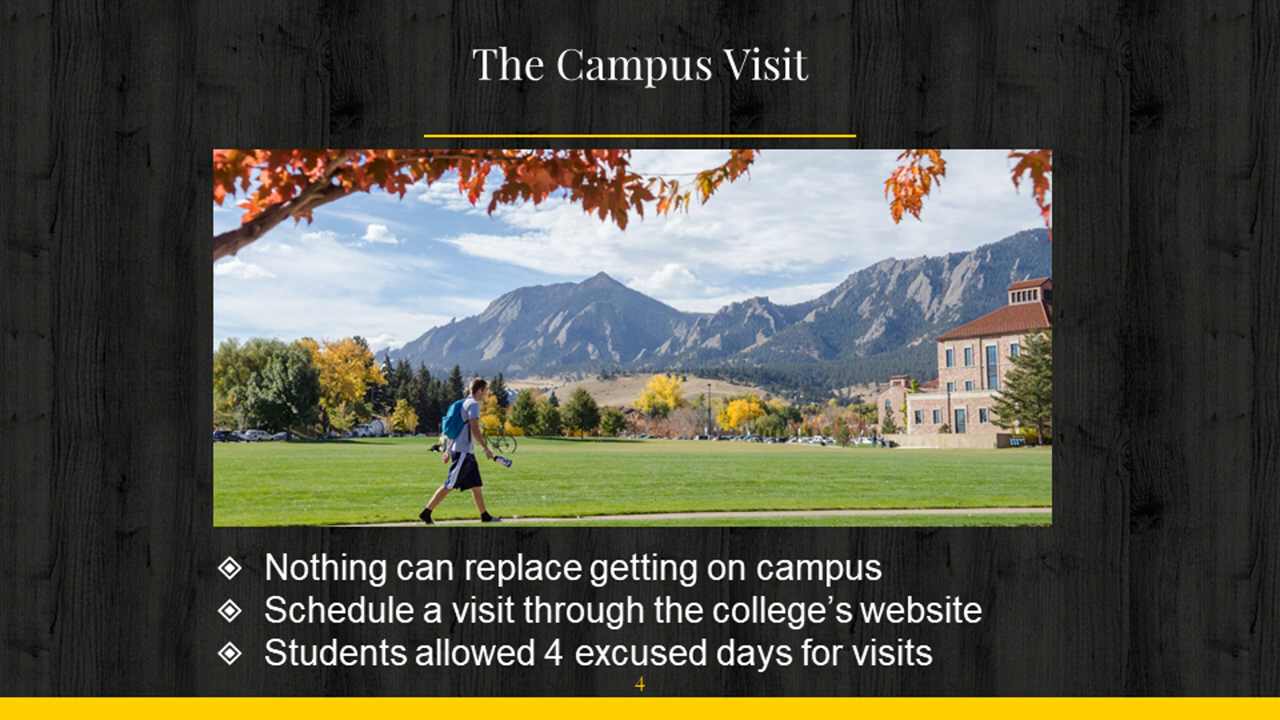 The Campus Visit
Nothing can replace getting on campus
Schedule a visit through the college’s website
Students allowed 4 excused days for visits
4